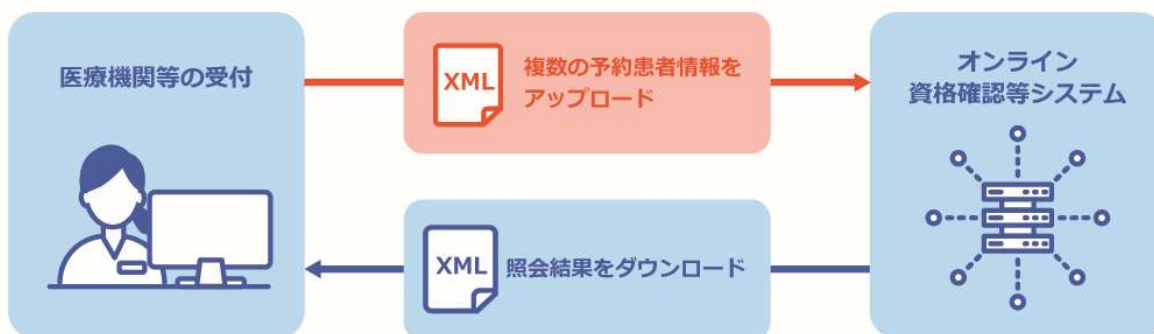 医療機関等の受付
XML
複数の予約患者情報を
アップロード
オンライン
資格確認等システム
XML
照会結果をダウンロード